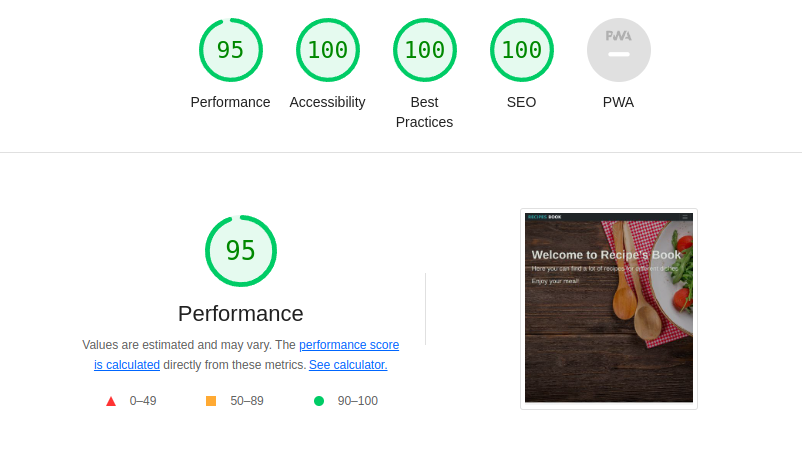 95
100
100
100
PWA
Performance
Accessibility
Best
Practices
SEO
PWA
95
Performance
Values are estimated and may vary. The performance score
is calculated directly from these metrics. See calculator.
0–49
50–89
90–100
RECIPES BOOK
Welcome to Recipe's Book
Here you can find a lot of recipes for different dishes
Enjoy your meal!